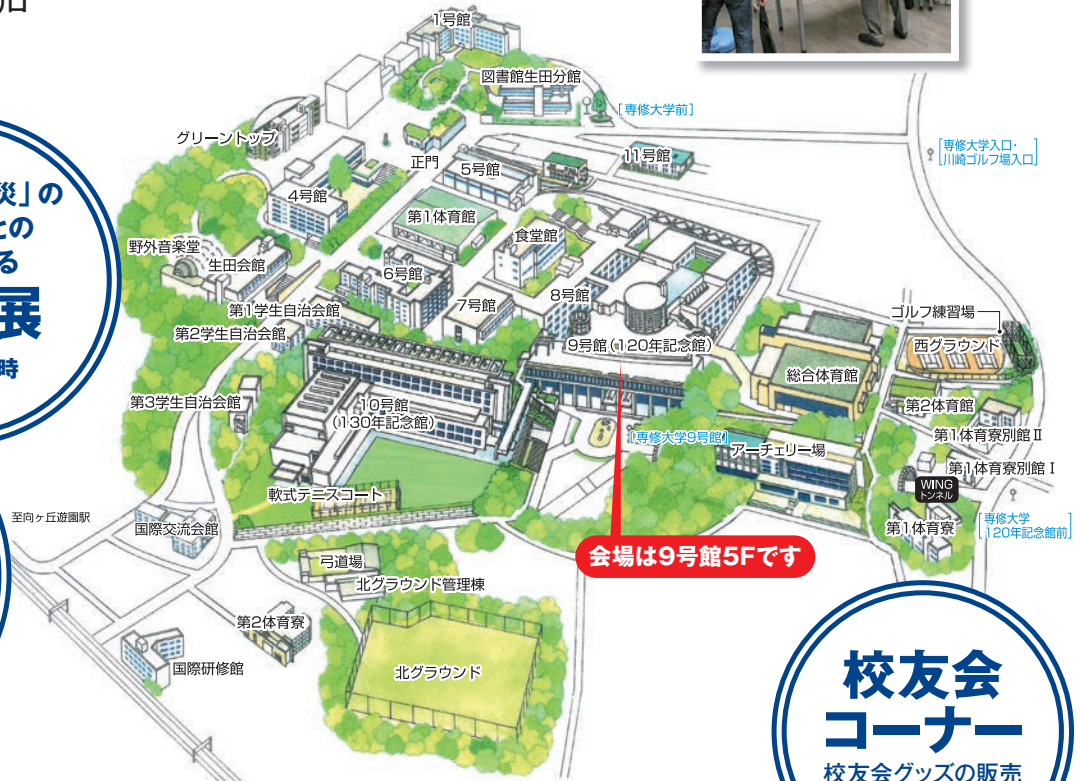 1号館
図書館生田分館
[専修大学前]
グリーントップ
正門
5号館
11号館
[専修大学入口・
川崎ゴルフ場入口]
4号館
第1体育館
食堂館
災」の
との
る
展
時
野外音楽堂
生田会館
6号館
7号館
8号館
第1学生自治会館
第2学生自治会館
9号館(120年記念館)
ゴルフ練習場
西グラウンド
総合体育館
第3学生自治会館
10号館
(130年記念館)
第2体育館
[専修大学9号館]
アーチェリー場
第1体育寮別館Ⅱ
第1体育寮別館Ⅰ
WING
トンネル
軟式テニスコート
至向ヶ丘遊園駅
国際交流会館
第1体育寮
[専修大学
120年記念館前]
会場は9号館5Fです
弓道場
北グラウンド管理棟
第2体育寮
国際研修館
北グラウンド
校友会
コーナー
校友会グッズの販売